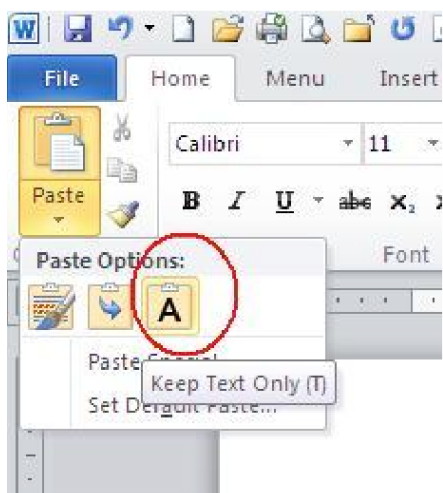 W
File Home Menu Insert
Calibri 11
Paste
B I U abc X₂
Font
Paste Options:
A
Paste Special
Keep Text Only (T)
Set Default Paste...